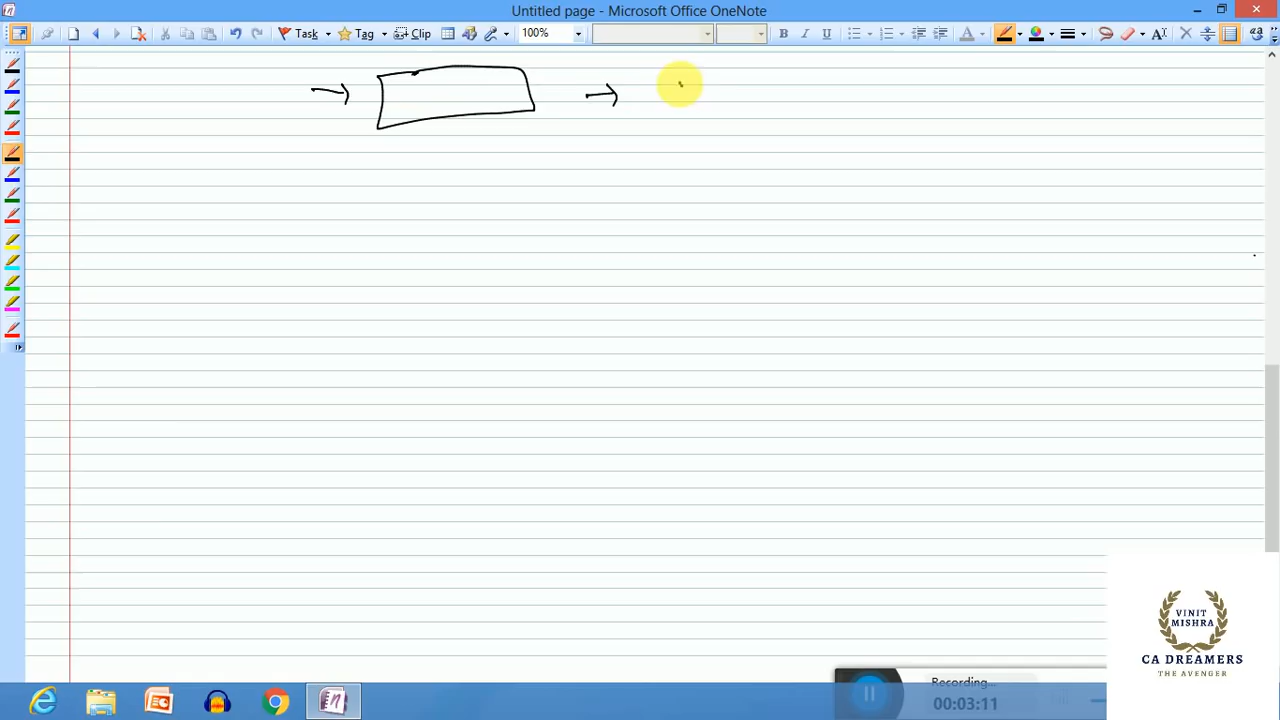 Untitled page - Microsoft Office OneNote
Task Tag Clip 100% B I U
VINIT
MISHRA
CA DREAMERS
THE AVENGER
Recording...
00:03:11